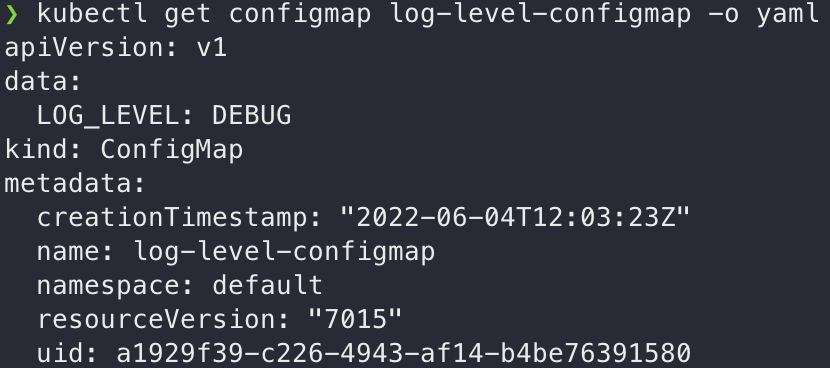 ❯ kubectl get configmap log-level-configmap -o yaml
apiVersion: v1
data:
  LOG_LEVEL: DEBUG
kind: ConfigMap
metadata:
  creationTimestamp: "2022-06-04T12:03:23Z"
  name: log-level-configmap
  namespace: default
  resourceVersion: "7015"
  uid: a1929f39-c226-4943-af14-b4be76391580